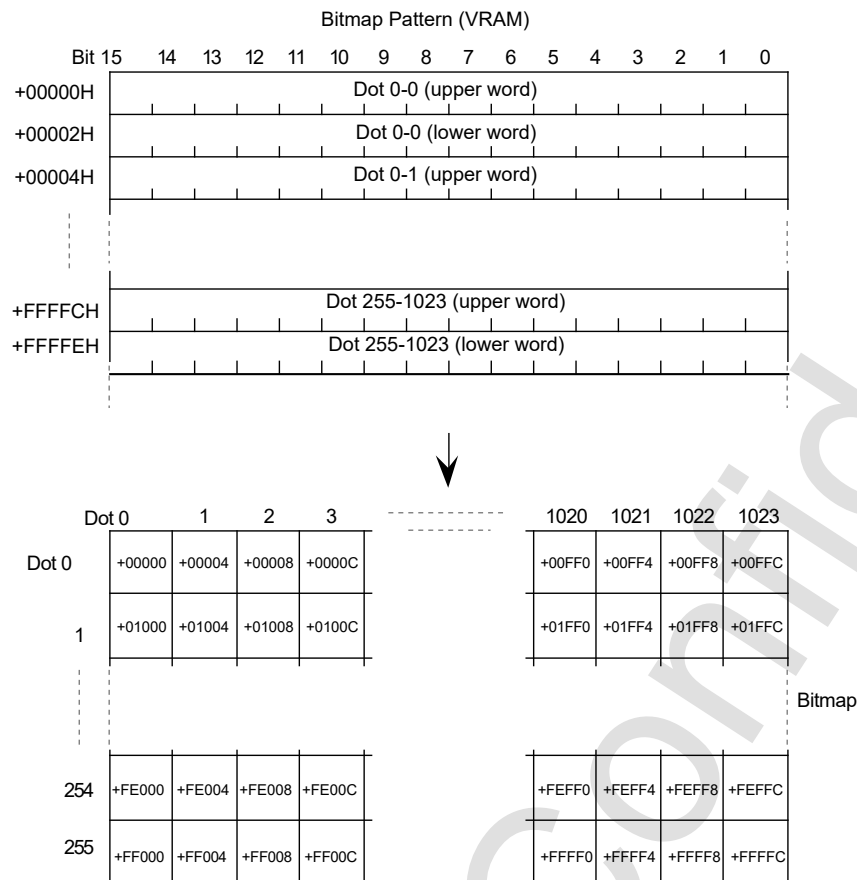 Bitmap Pattern (VRAM)
Bit 15 14 13 12 11 10 9 8 7 6 5 4 3 2 1 0
+00000H Dot 0-0 (upper word)
+00002H Dot 0-0 (lower word)
+00004H Dot 0-1 (upper word)
+FFFFCH Dot 255-1023 (upper word)
+FFFFEH Dot 255-1023 (lower word)
Dot 0 1 2 3 1020 1021 1022 1023
Dot 0 +00000 +00004 +00008 +0000C +00FF0 +00FF4 +00FF8 +00FFC
1 +01000 +01004 +01008 +0100C +01FF0 +01FF4 +01FF8 +01FFC
Bitmap
254 +FE000 +FE004 +FE008 +FE00C +FEFF0 +FEFF4 +FEFF8 +FEFFC
255 +FF000 +FF004 +FF008 +FF00C +FFFF0 +FFFF4 +FFFF8 +FFFFC
Confid